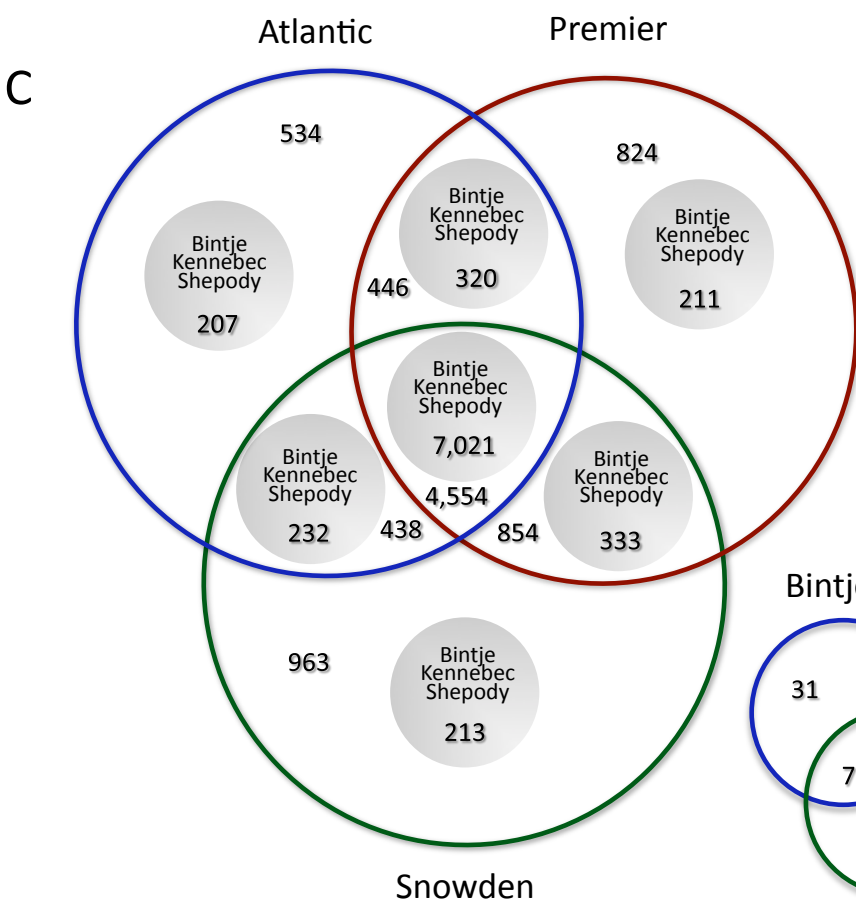 C
Atlantic
Premier
534
824
Bintje
Kennebec
Shepody
207
Bintje
Kennebec
Shepody
320
446
Bintje
Kennebec
Shepody
211
Bintje
Kennebec
Shepody
7,021
4,554
Bintje
Kennebec
Shepody
232
438
854
Bintje
Kennebec
Shepody
333
963
Bintje
Kennebec
Shepody
213
Snowden
31
7